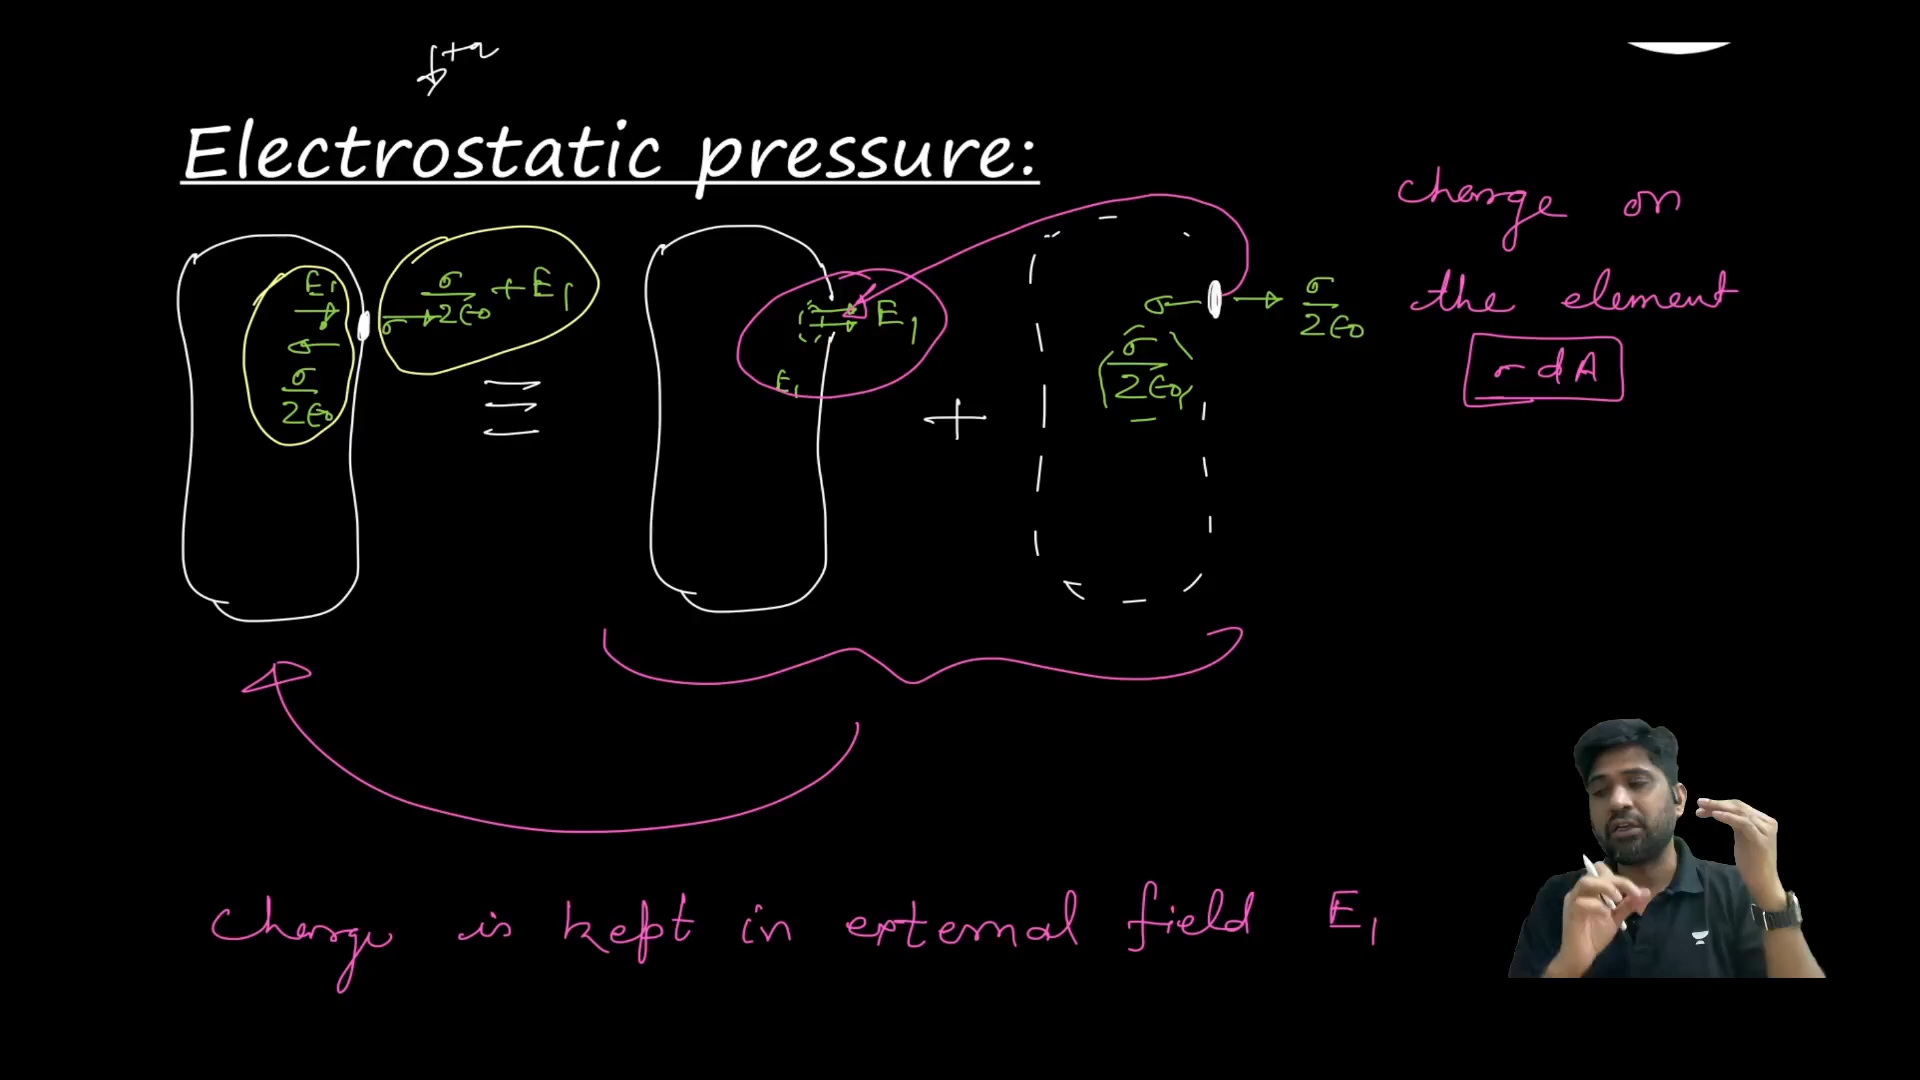 +q
Electrostatic pressure:
charge on
the element
σ dA
E₁
σ/2ε₀
σ/2ε₀ + E₁
≡
E₁
E₁
+
σ/2ε₀
σ/2ε₀
Charge is kept in external field E₁